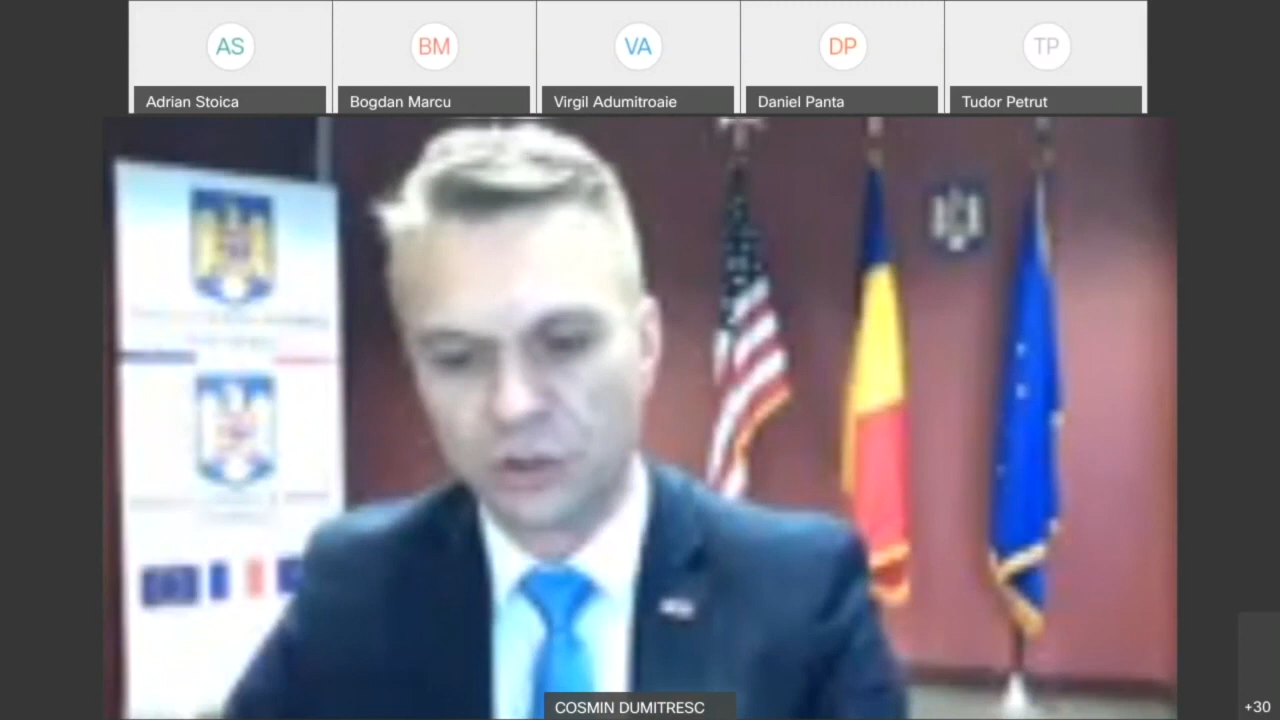 AS
BM
VA
DP
TP
Adrian Stoica
Bogdan Marcu
Virgil Adumitroaie
Daniel Panta
Tudor Petrut
COSMIN DUMITRESC
+30